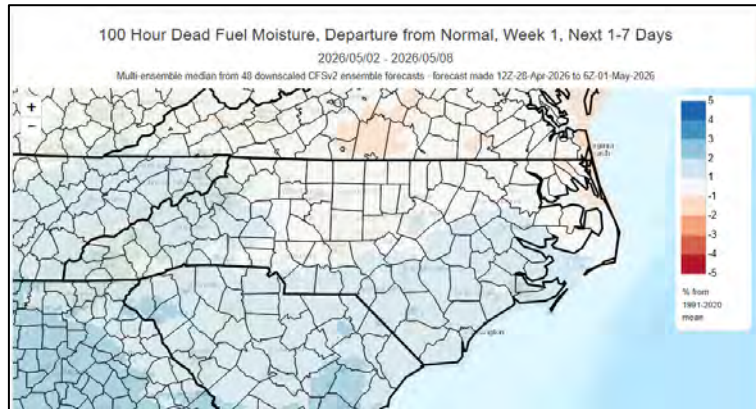 100 Hour Dead Fuel Moisture, Departure from Normal, Week 1, Next 1-7 Days
2026/05/02 - 2026/05/08
Multi-ensemble median from 48 downscaled CFSv2 ensemble forecasts - forecast made 12Z-28-Apr-2026 to 6Z-01-May-2026
+
−
5
4
3
2
1
-1
-2
-3
-4
-5
% from
1991-2020
mean